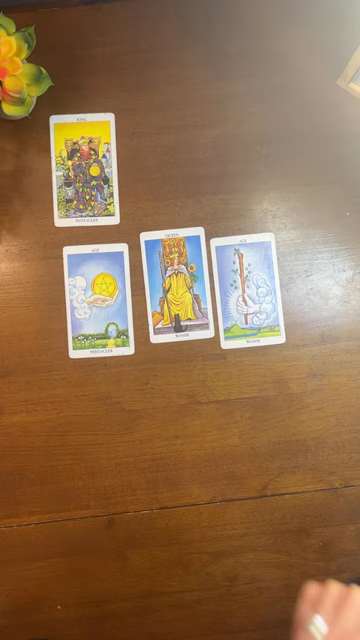 KING
PENTACLES
ACE
PENTACLES
QUEEN
WANDS
ACE
WANDS